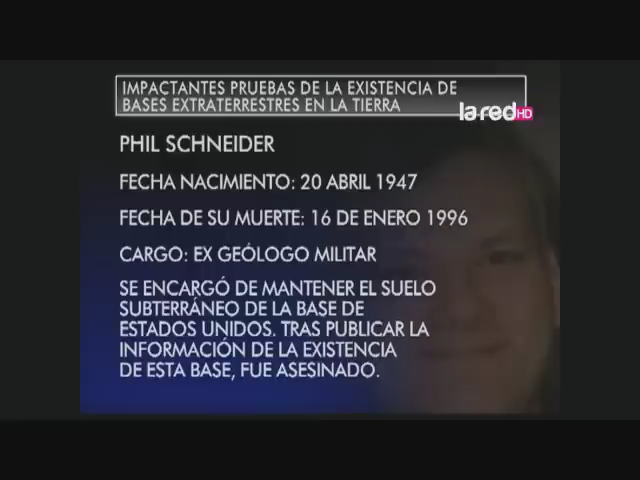 IMPACTANTES PRUEBAS DE LA EXISTENCIA DE
BASES EXTRATERRESTRES EN LA TIERRA
la red HD
PHIL SCHNEIDER
FECHA NACIMIENTO: 20 ABRIL 1947
FECHA DE SU MUERTE: 16 DE ENERO 1996
CARGO: EX GEÓLOGO MILITAR
SE ENCARGÓ DE MANTENER EL SUELO
SUBTERRÁNEO DE LA BASE DE
ESTADOS UNIDOS. TRAS PUBLICAR LA
INFORMACIÓN DE LA EXISTENCIA
DE ESTA BASE, FUE ASESINADO.